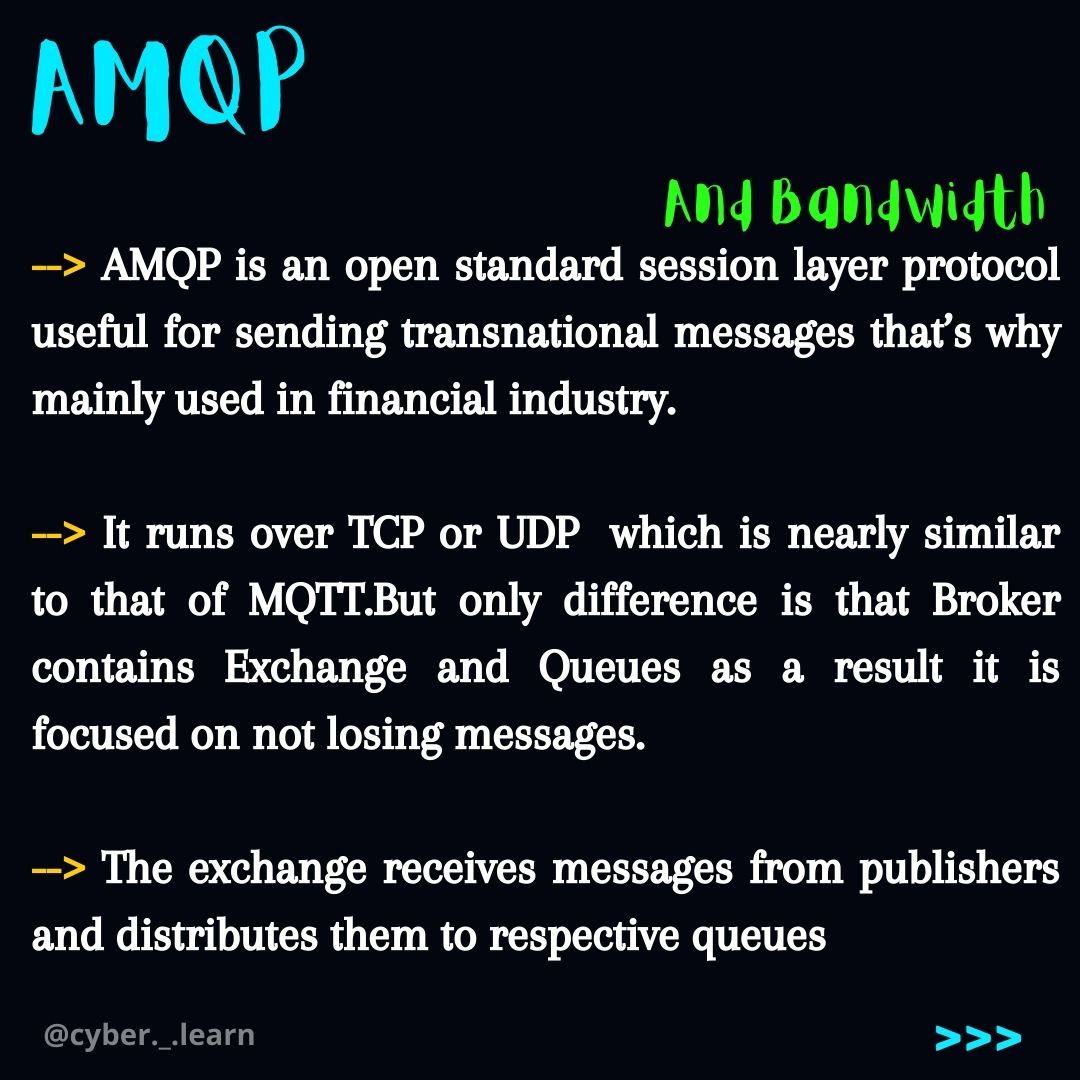 AMQP
And Bandwidth
--> AMQP is an open standard session layer protocol
useful for sending transnational messages that’s why
mainly used in financial industry.
--> It runs over TCP or UDP which is nearly similar
to that of MQTT.But only difference is that Broker
contains Exchange and Queues as a result it is
focused on not losing messages.
--> The exchange receives messages from publishers
and distributes them to respective queues
@cyber._.learn
>>>